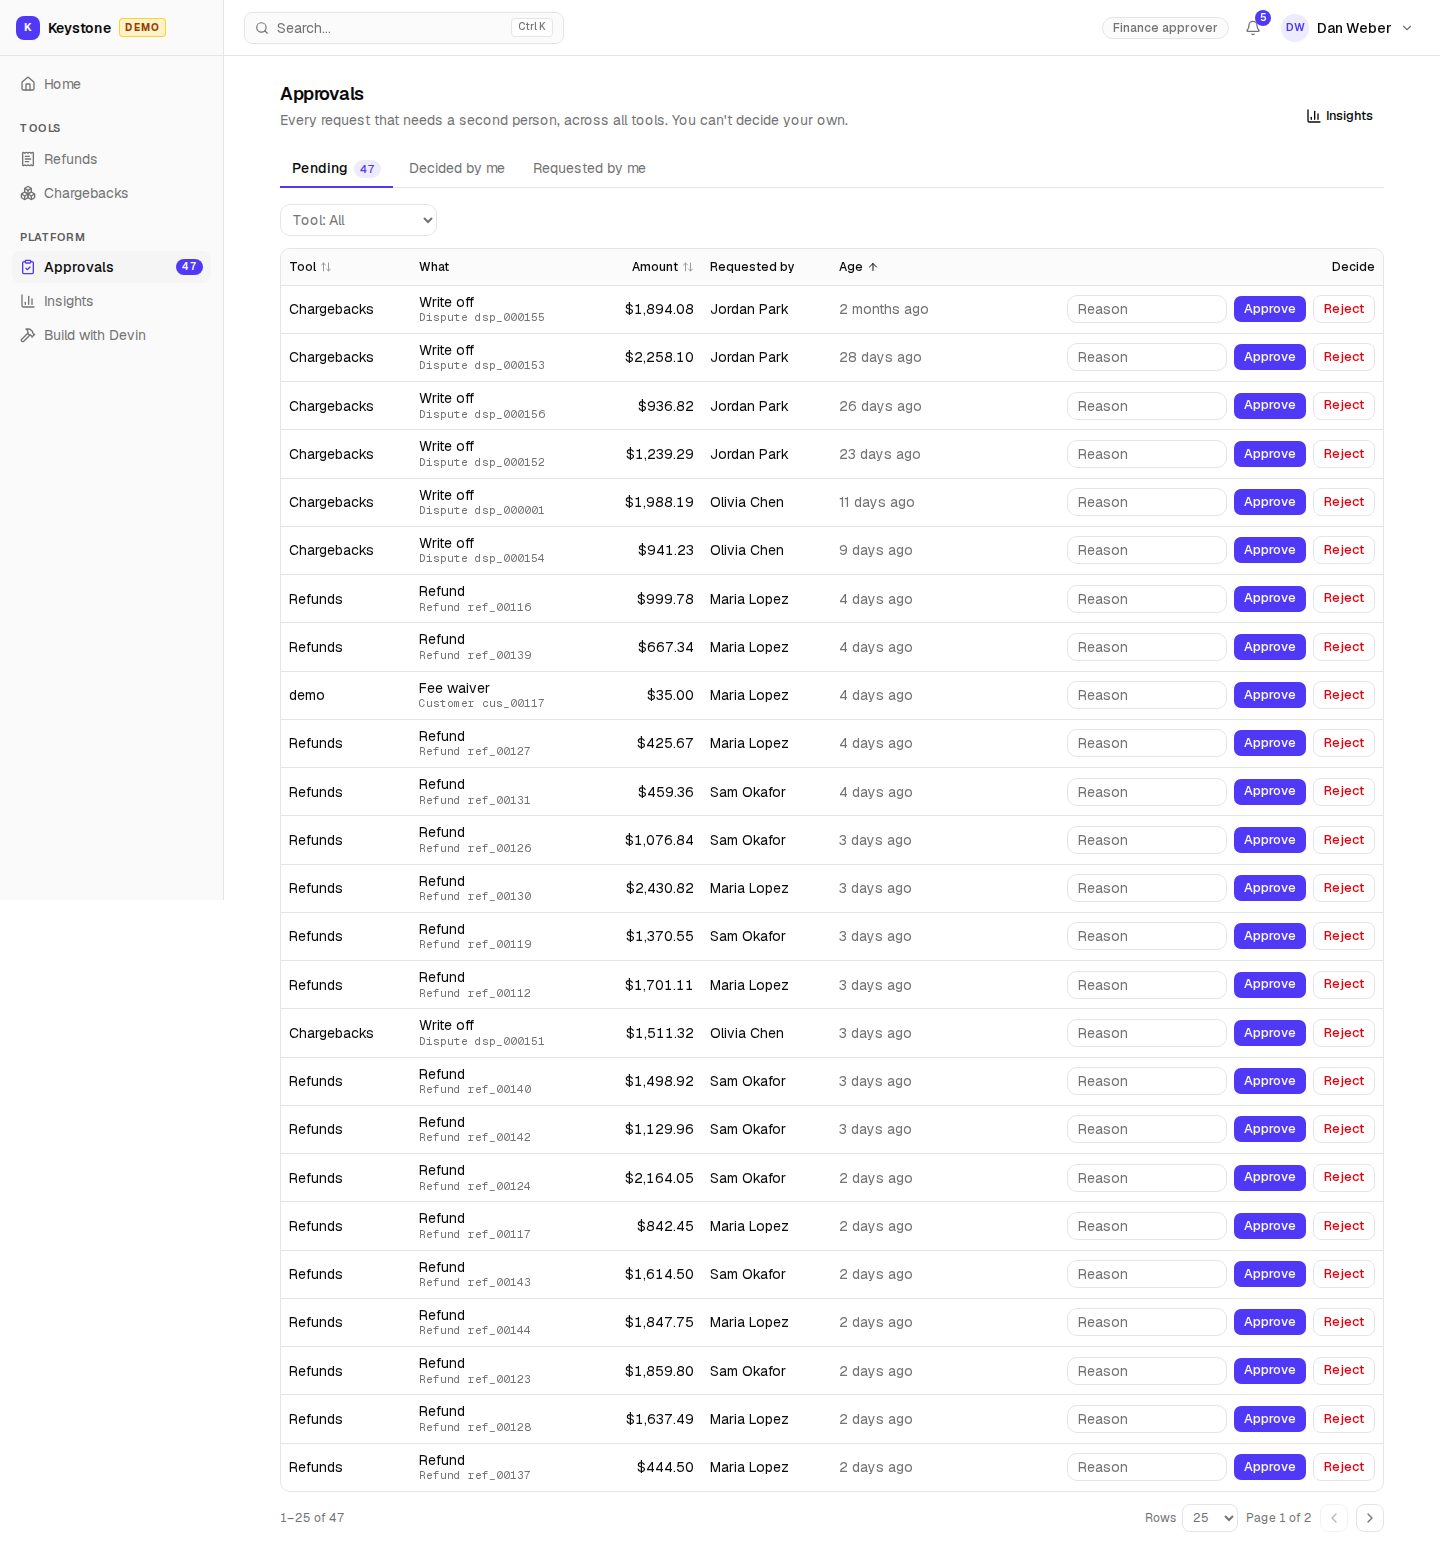 K Keystone DEMO
Search... Ctrl K
Finance approver 5 DW Dan Weber
Home
TOOLS
Refunds
Chargebacks
PLATFORM
Approvals 47
Insights
Build with Devin
Approvals
Every request that needs a second person, across all tools. You can't decide your own.
Insights
Pending 47 Decided by me Requested by me
Tool: All
Tool What Amount Requested by Age Decide
Chargebacks Write off $1,894.08 Jordan Park 2 months ago Reason Approve Reject
Dispute dsp_000155
Chargebacks Write off $2,258.10 Jordan Park 28 days ago Reason Approve Reject
Dispute dsp_000153
Chargebacks Write off $936.82 Jordan Park 26 days ago Reason Approve Reject
Dispute dsp_000156
Chargebacks Write off $1,239.29 Jordan Park 23 days ago Reason Approve Reject
Dispute dsp_000152
Chargebacks Write off $1,988.19 Olivia Chen 11 days ago Reason Approve Reject
Dispute dsp_000001
Chargebacks Write off $941.23 Olivia Chen 9 days ago Reason Approve Reject
Dispute dsp_000154
Refunds Refund $999.78 Maria Lopez 4 days ago Reason Approve Reject
Refund ref_00116
Refunds Refund $667.34 Maria Lopez 4 days ago Reason Approve Reject
Refund ref_00139
demo Fee waiver $35.00 Maria Lopez 4 days ago Reason Approve Reject
Customer cus_00117
Refunds Refund $425.67 Maria Lopez 4 days ago Reason Approve Reject
Refund ref_00127
Refunds Refund $459.36 Sam Okafor 4 days ago Reason Approve Reject
Refund ref_00131
Refunds Refund $1,076.84 Sam Okafor 3 days ago Reason Approve Reject
Refund ref_00126
Refunds Refund $2,430.82 Maria Lopez 3 days ago Reason Approve Reject
Refund ref_00130
Refunds Refund $1,370.55 Sam Okafor 3 days ago Reason Approve Reject
Refund ref_00119
Refunds Refund $1,701.11 Maria Lopez 3 days ago Reason Approve Reject
Refund ref_00112
Chargebacks Write off $1,511.32 Olivia Chen 3 days ago Reason Approve Reject
Dispute dsp_000151
Refunds Refund $1,498.92 Sam Okafor 3 days ago Reason Approve Reject
Refund ref_00140
Refunds Refund $1,129.96 Sam Okafor 3 days ago Reason Approve Reject
Refund ref_00142
Refunds Refund $2,164.05 Sam Okafor 2 days ago Reason Approve Reject
Refund ref_00124
Refunds Refund $842.45 Maria Lopez 2 days ago Reason Approve Reject
Refund ref_00117
Refunds Refund $1,614.50 Sam Okafor 2 days ago Reason Approve Reject
Refund ref_00143
Refunds Refund $1,847.75 Maria Lopez 2 days ago Reason Approve Reject
Refund ref_00144
Refunds Refund $1,859.80 Sam Okafor 2 days ago Reason Approve Reject
Refund ref_00123
Refunds Refund $1,637.49 Maria Lopez 2 days ago Reason Approve Reject
Refund ref_00128
Refunds Refund $444.50 Maria Lopez 2 days ago Reason Approve Reject
Refund ref_00137
1–25 of 47 Rows 25 Page 1 of 2